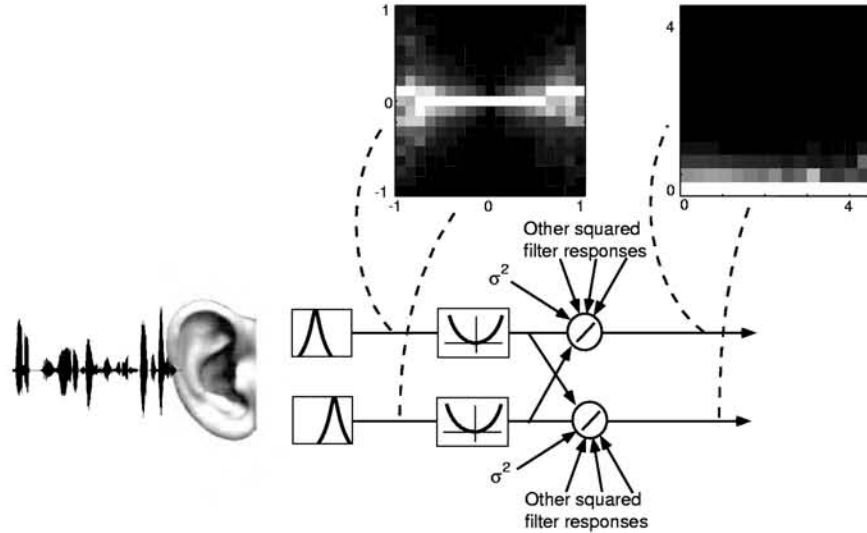 1
0
-1
-1 0 1
4
0
0 4
Other squared
filter responses
σ²
σ²
Other squared
filter responses